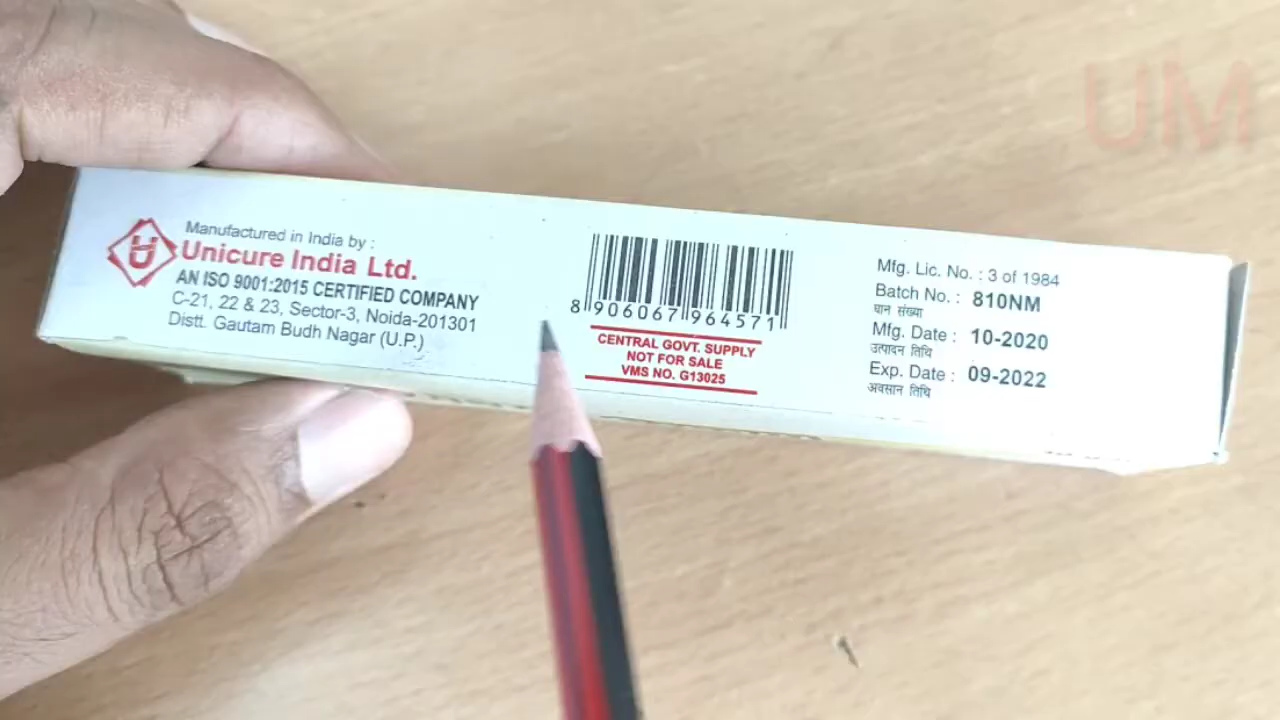 UM
Manufactured in India by :
Unicure India Ltd.
AN ISO 9001:2015 CERTIFIED COMPANY
C-21, 22 & 23, Sector-3, Noida-201301
Distt. Gautam Budh Nagar (U.P.)
8 906067 964571
CENTRAL GOVT. SUPPLY
NOT FOR SALE
VMS NO. G13025
Mfg. Lic. No. : 3 of 1984
Batch No. : 810NM
घान संख्या
Mfg. Date : 10-2020
उत्पादन तिथि
Exp. Date : 09-2022
अवसान तिथि